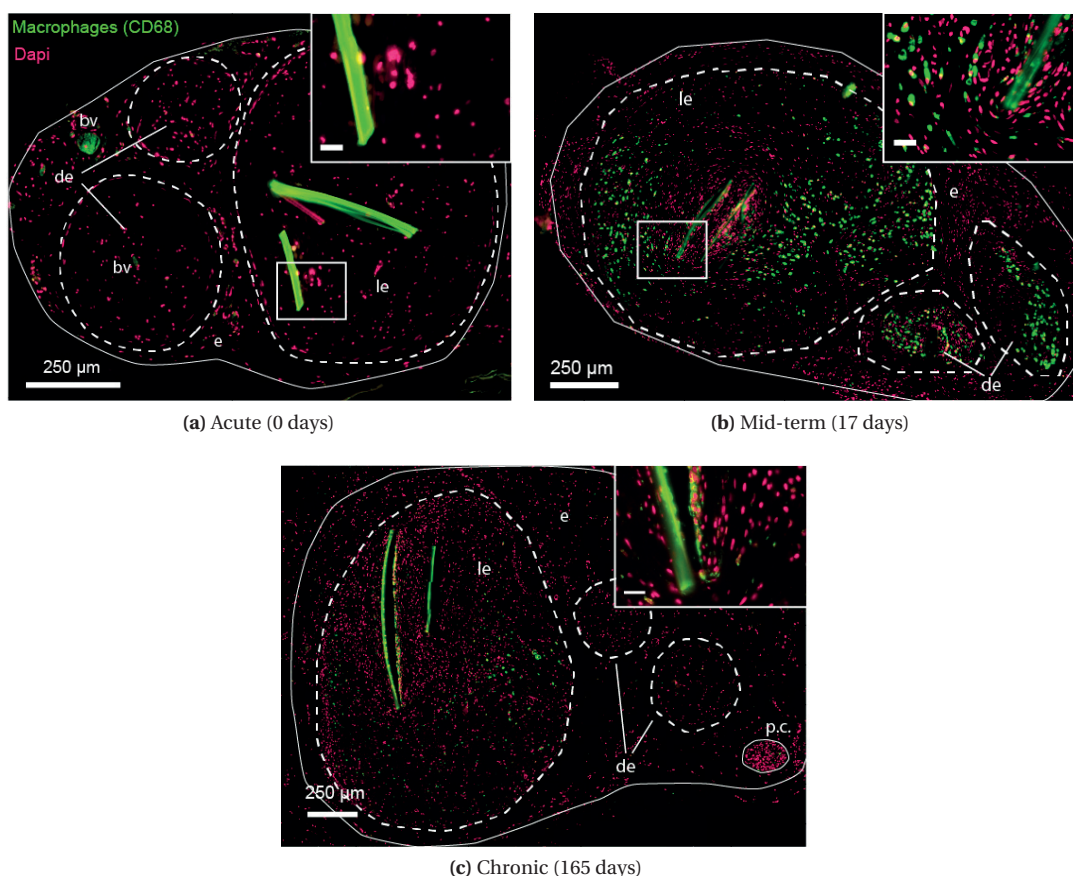 Macrophages (CD68)
Dapi
bv
de
bv
le
e
250 µm
(a) Acute (0 days)
le
e
de
250 µm
(b) Mid-term (17 days)
e
le
de
p.c.
250 µm
(c) Chronic (165 days)